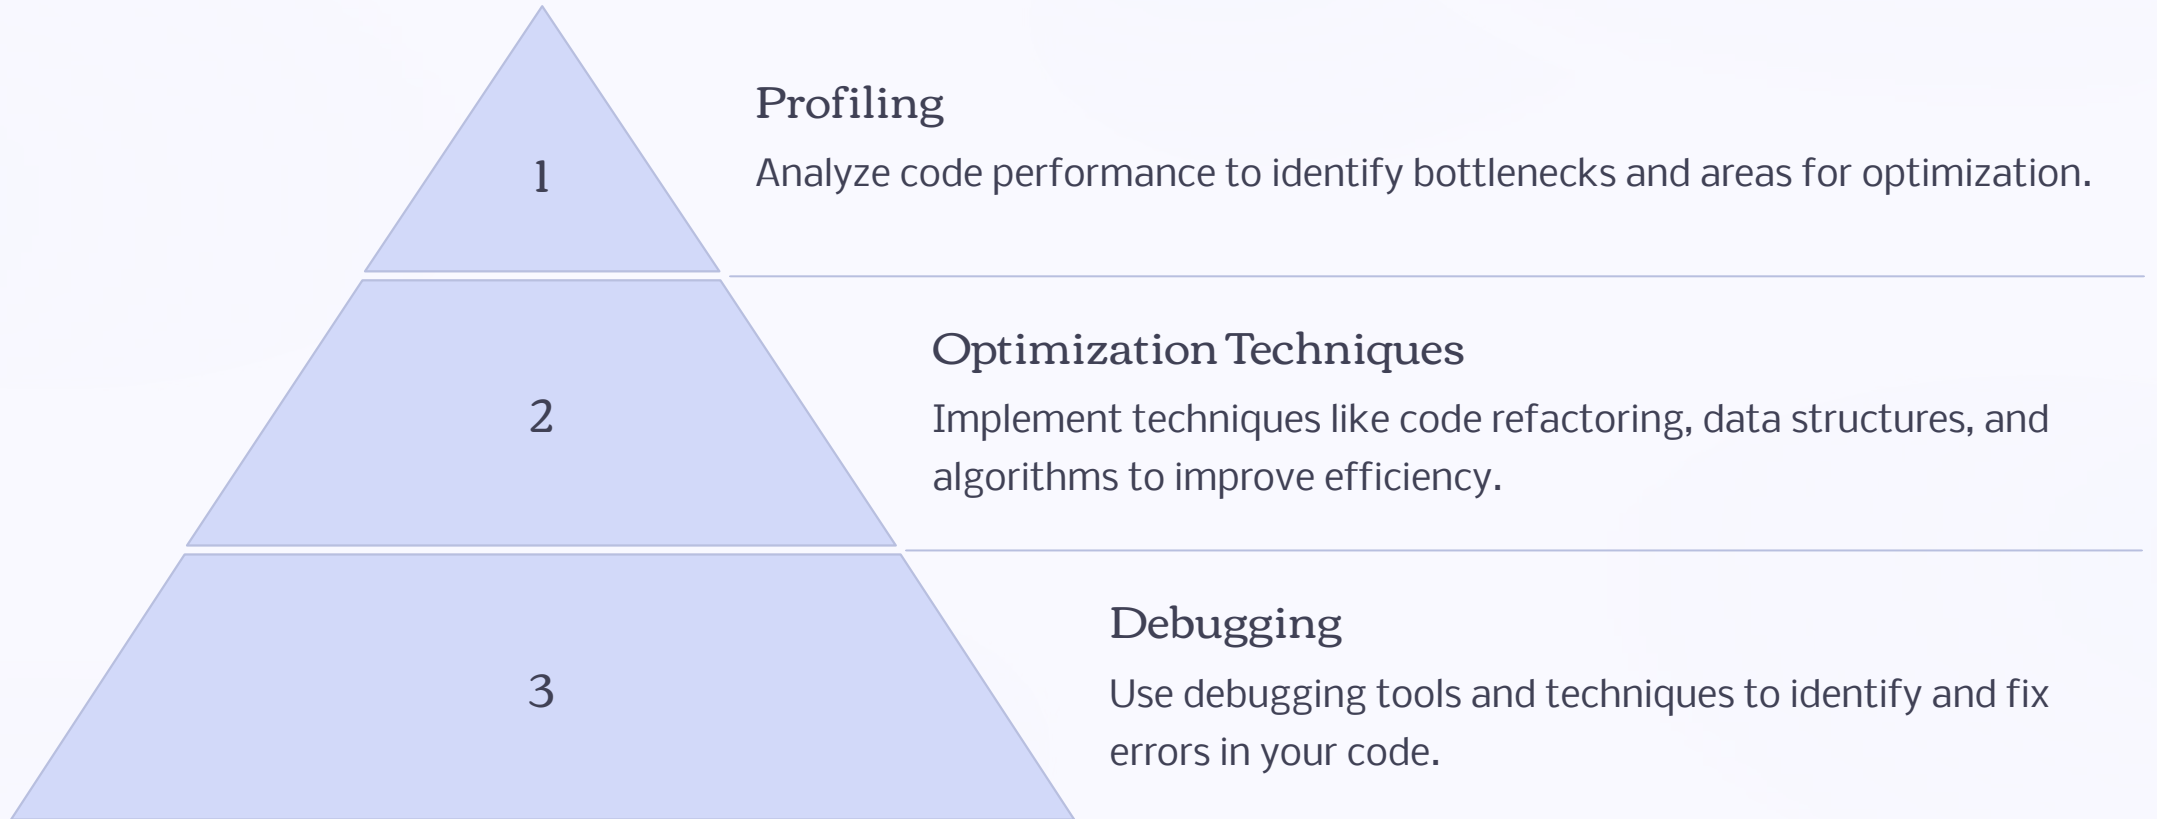 1
Profiling
Analyze code performance to identify bottlenecks and areas for optimization.
2
Optimization Techniques
Implement techniques like code refactoring, data structures, and
algorithms to improve efficiency.
3
Debugging
Use debugging tools and techniques to identify and fix
errors in your code.